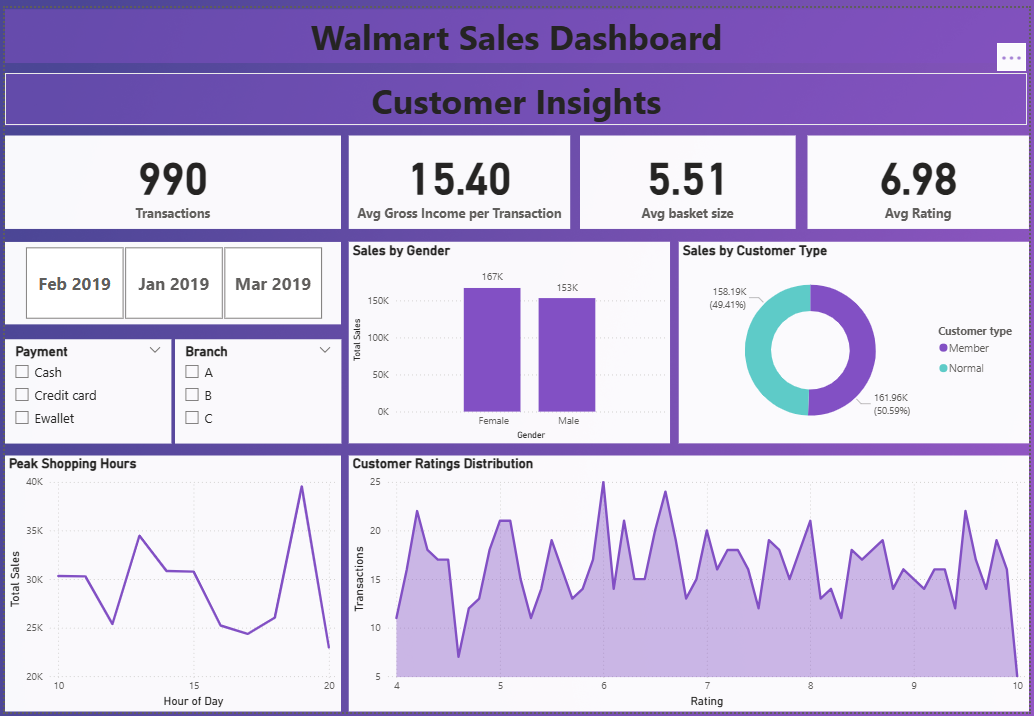 Walmart Sales Dashboard
Customer Insights
990
Transactions
15.40
Avg Gross Income per Transaction
5.51
Avg basket size
6.98
Avg Rating
Feb 2019
Jan 2019
Mar 2019
Payment
Cash
Credit card
Ewallet
Branch
A
B
C
Sales by Gender
Total Sales
150K
100K
50K
0K
167K
153K
Female
Male
Gender
Sales by Customer Type
158.19K
(49.41%)
161.96K
(50.59%)
Customer type
Member
Normal
Peak Shopping Hours
Total Sales
40K
35K
30K
25K
20K
10
15
20
Hour of Day
Customer Ratings Distribution
Transactions
25
20
15
10
5
4
5
6
7
8
9
10
Rating